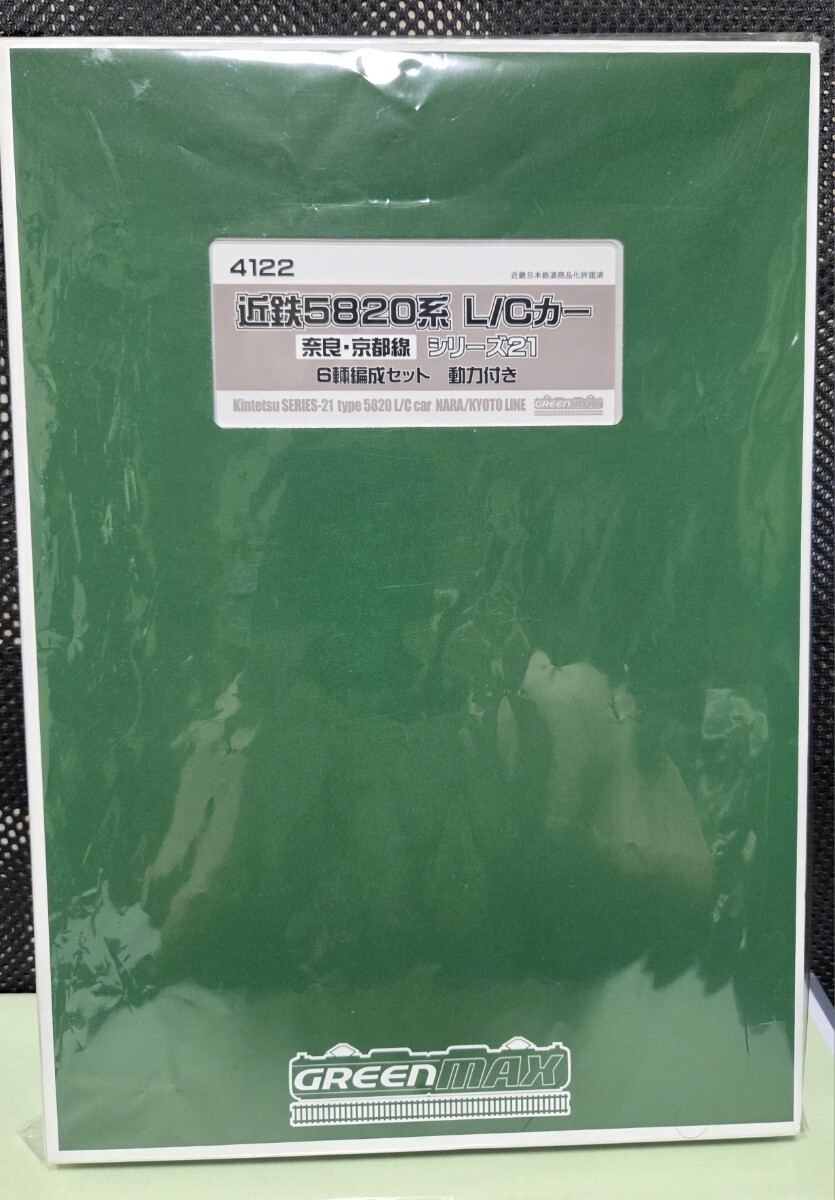 4122
近畿日本鉄道商品化許諾済
近鉄5820系 L/Cカー
奈良・京都線 シリーズ21
6輌編成セット 動力付き
Kintetsu SERIES-21 type 5820 L/C car NARA/KYOTO LINE GREENMAX
GREENMAX